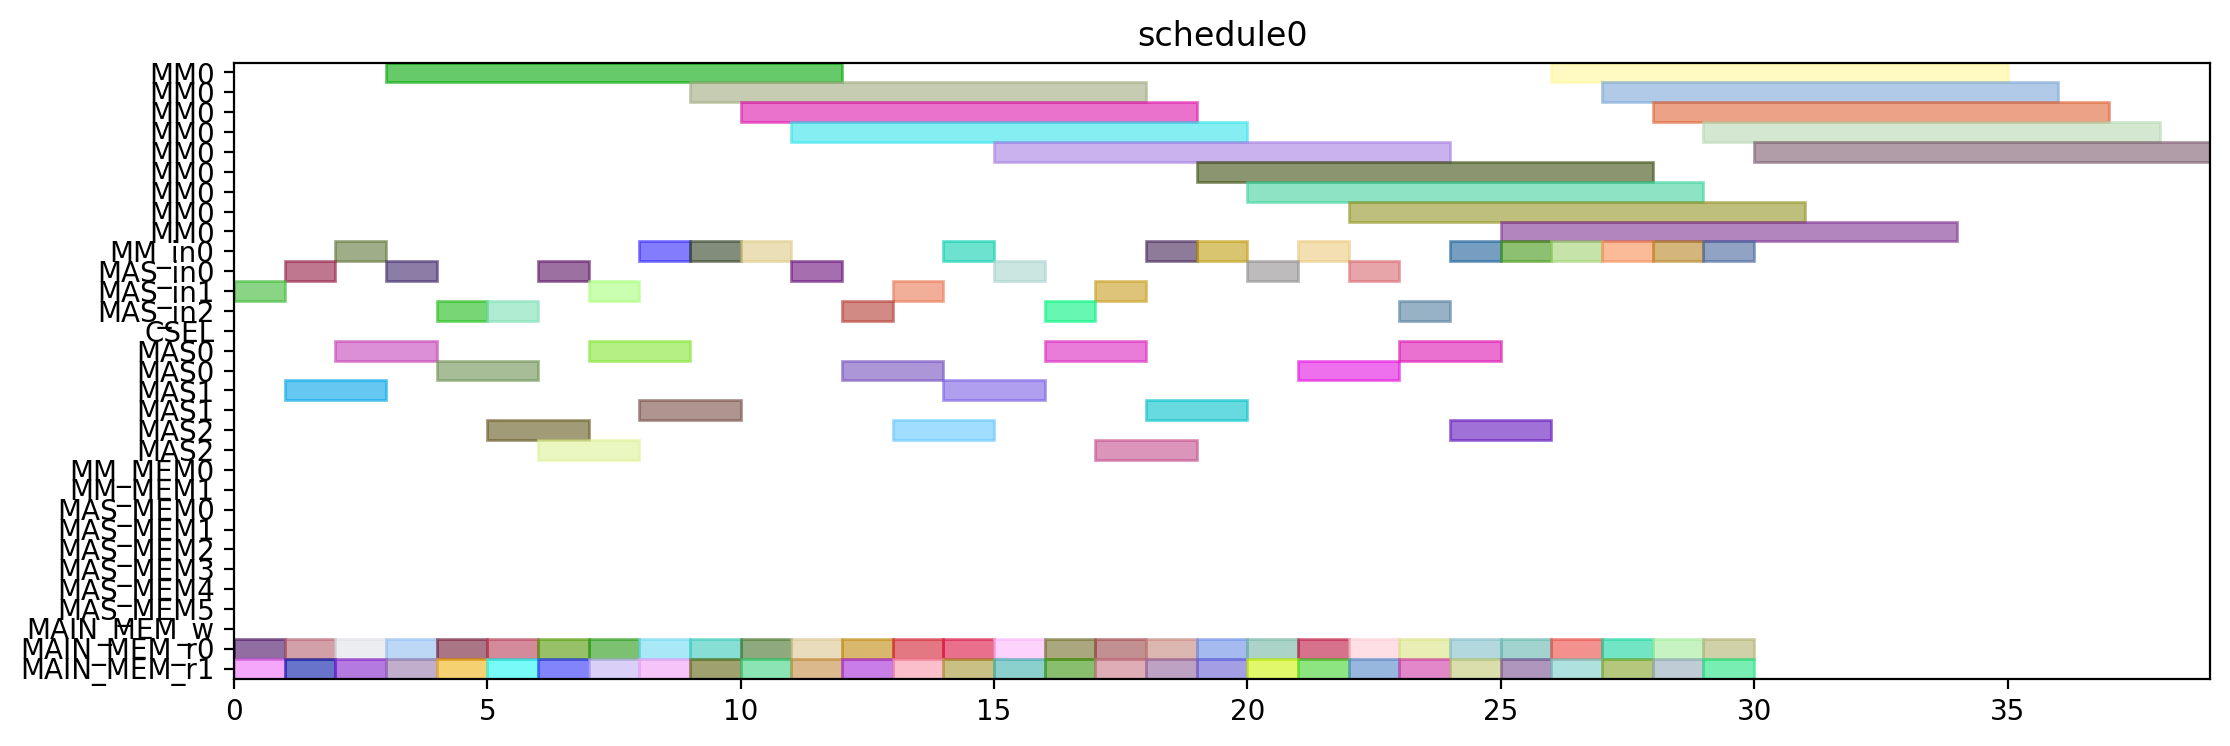 schedule0
MM0
MM0
MM0
MM0
MM0
MM0
MM0
MM0
MM0
MM_in0
MAS_in0
MAS_in1
MAS_in2
CSEL
MAS0
MAS0
MAS1
MAS1
MAS2
MAS2
MM_MEM0
MM_MEM1
MAS_MEM0
MAS_MEM1
MAS_MEM2
MAS_MEM3
MAS_MEM4
MAS_MEM5
MAIN_MEM_w
MAIN_MEM_r0
MAIN_MEM_r1
0 5 10 15 20 25 30 35